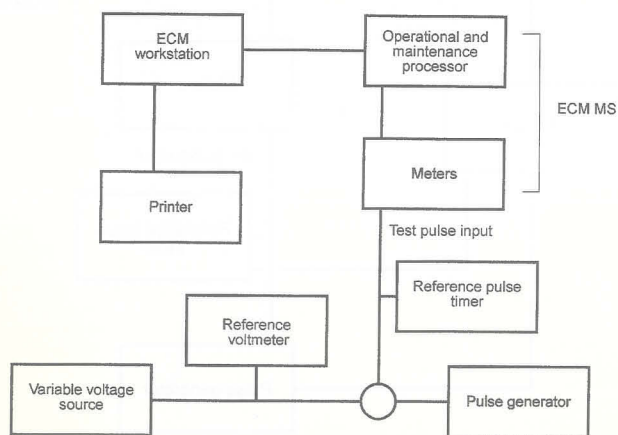 ECM
workstation
Operational and
maintenance
processor
ECM MS
Printer
Meters
Test pulse input
Reference pulse
timer
Reference
voltmeter
Variable voltage
source
Pulse generator